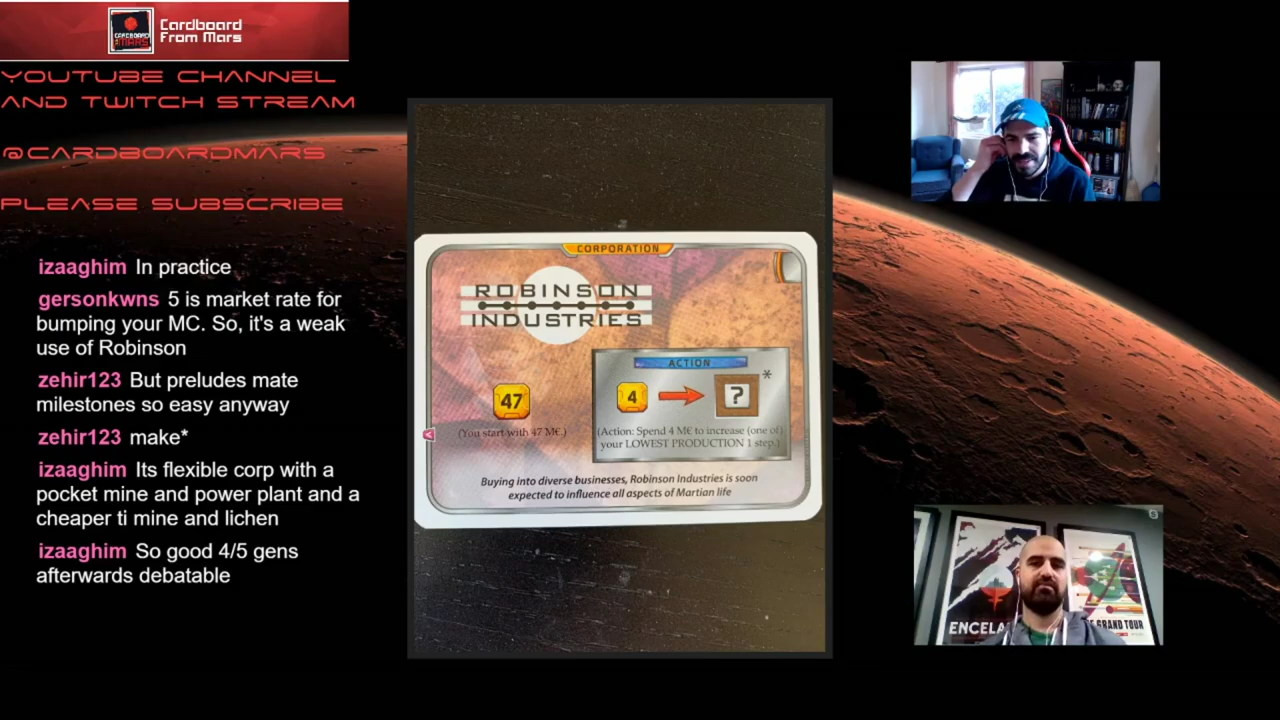 Cardboard
From Mars
CARDBOARD
MARS
YOUTUBE CHANNEL
AND TWITCH STREAM
@CARDBOARDMARS
PLEASE SUBSCRIBE
izaaghim In practice
gersonkwns 5 is market rate for
bumping your MC. So, it's a weak
use of Robinson
zehir123 But preludes mate
milestones so easy anyway
zehir123 make*
izaaghim Its flexible corp with a
pocket mine and power plant and a
cheaper ti mine and lichen
izaaghim So good 4/5 gens
afterwards debatable
CORPORATION
ROBINSON
INDUSTRIES
ACTION
47
4
?
*
(You start with 47 M€.)
(Action: Spend 4 M€ to increase (one of)
your LOWEST PRODUCTION 1 step.)
Buying into diverse businesses, Robinson Industries is soon
expected to influence all aspects of Martian life
GRAND TOUR